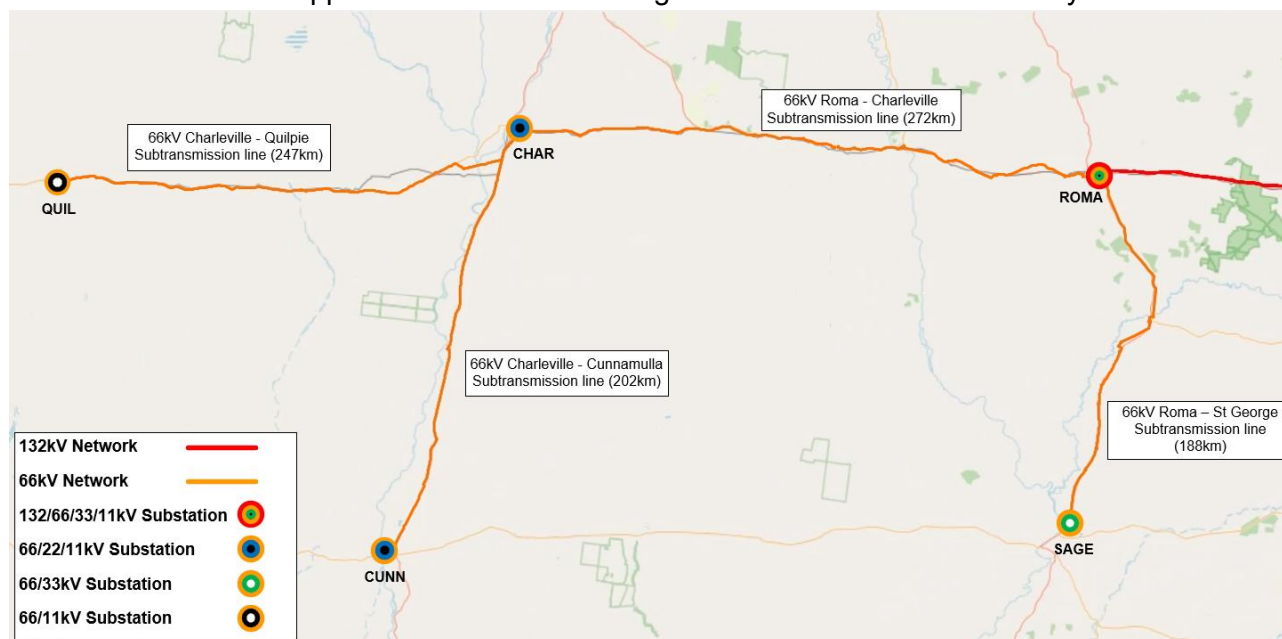 66kV Roma - Charleville
Subtransmission line (272km)
66kV Charleville - Quilpie
Subtransmission line (247km)
CHAR
QUIL
ROMA
66kV Charleville - Cunnamulla
Subtransmission line (202km)
66kV Roma – St George
Subtransmission line
(188km)
132kV Network
66kV Network
132/66/33/11kV Substation
66/22/11kV Substation
66/33kV Substation
66/11kV Substation
CUNN
SAGE